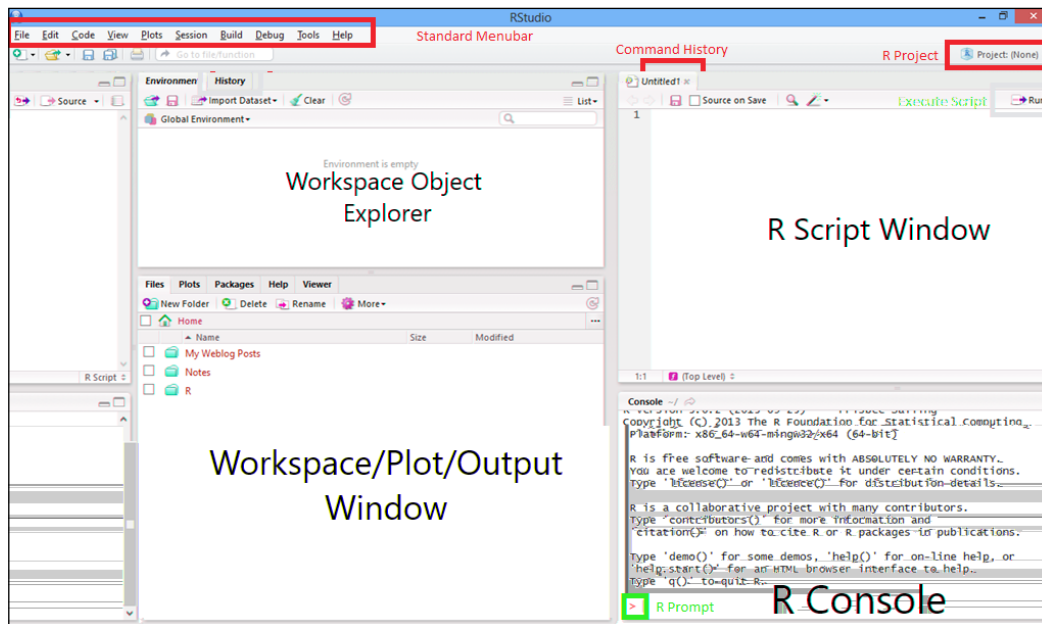 RStudio
File Edit Code View Plots Session Build Debug Tools Help
Standard Menubar
Go to file/function
Command History
R Project
Project: (None)
Source
R Script
Environmen History
Import Dataset Clear
List
Global Environment
Environment is empty
Workspace Object
Explorer
Files Plots Packages Help Viewer
New Folder Delete Rename More
Home
Name Size Modified
My Weblog Posts
Notes
R
Workspace/Plot/Output
Window
Untitled1
Source on Save
Execute Script
Run
1
R Script Window
1:1 (Top Level)
Console ~/
Copyright (C) 2013 The R Foundation for Statistical Computing
Platform: x86_64-w64-mingw32/x64 (64-bit)
R is free software and comes with ABSOLUTELY NO WARRANTY.
You are welcome to redistribute it under certain conditions.
Type 'license()' or 'licence()' for distribution details.
R is a collaborative project with many contributors.
Type 'contributors()' for more information and
'citation()' on how to cite R or R packages in publications.
Type 'demo()' for some demos, 'help()' for on-line help, or
'help.start()' for an HTML browser interface to help.
Type 'q()' to quit R.
> R Prompt
R Console